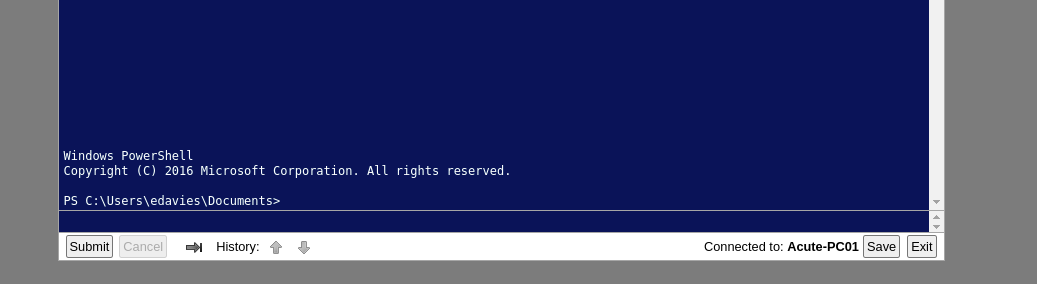 Windows PowerShell
Copyright (C) 2016 Microsoft Corporation. All rights reserved.
PS C:\Users\edavies\Documents>
Submit Cancel History: Connected to: Acute-PC01 Save Exit